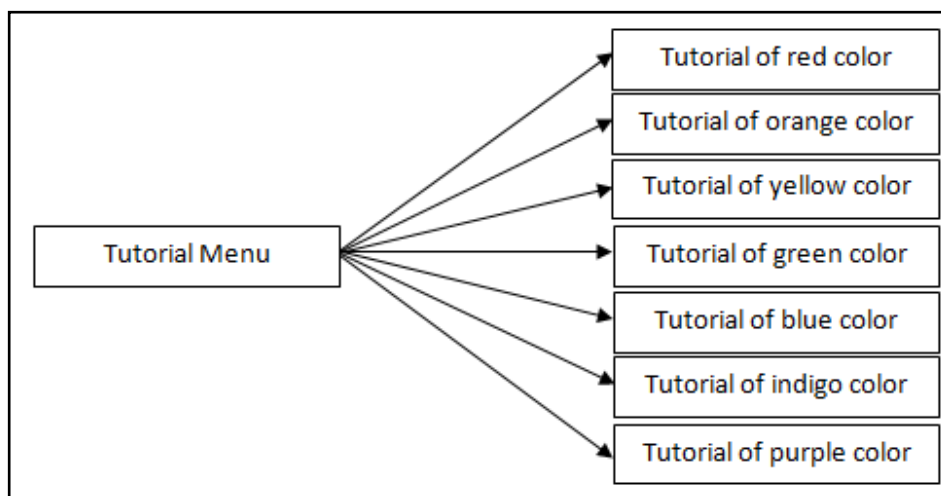 Tutorial Menu
Tutorial of red color
Tutorial of orange color
Tutorial of yellow color
Tutorial of green color
Tutorial of blue color
Tutorial of indigo color
Tutorial of purple color